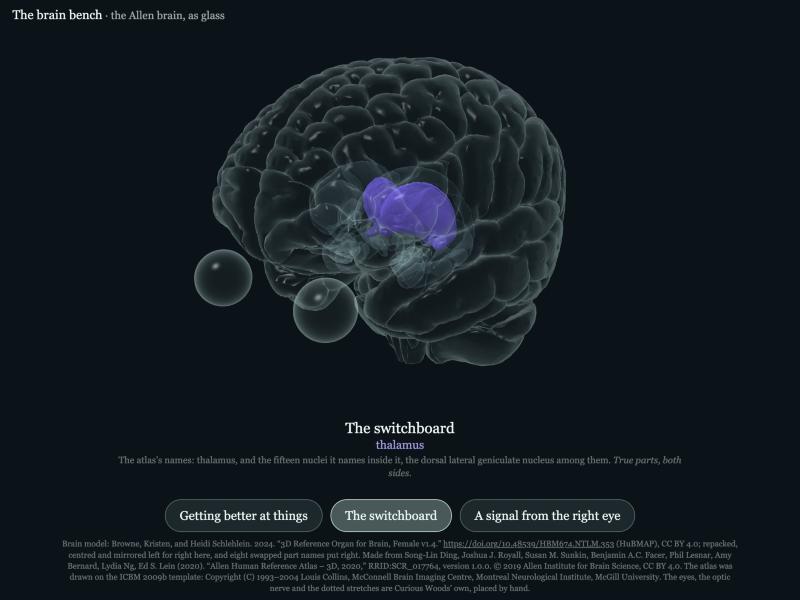 The brain bench · the Allen brain, as glass
The switchboard
thalamus
The atlas's names: thalamus, and the fifteen nuclei it names inside it, the dorsal lateral geniculate nucleus among them. True parts, both
sides.
Getting better at things
The switchboard
A signal from the right eye
Brain model: Browne, Kristen, and Heidi Schlehlein. 2024. “3D Reference Organ for Brain, Female v1.4.” https://doi.org/10.48539/HBM674.NTLM.353 (HuBMAP), CC BY 4.0; repacked,
centred and mirrored left for right here, and eight swapped part names put right. Made from Song-Lin Ding, Joshua J. Royall, Susan M. Sunkin, Benjamin A.C. Facer, Phil Lesnar, Amy
Bernard, Lydia Ng, Ed S. Lein (2020). “Allen Human Reference Atlas – 3D, 2020,” RRID:SCR_017764, version 1.0.0. © 2019 Allen Institute for Brain Science, CC BY 4.0. The atlas was
drawn on the ICBM 2009b template: Copyright (C) 1993–2004 Louis Collins, McConnell Brain Imaging Centre, Montreal Neurological Institute, McGill University. The eyes, the optic
nerve and the dotted stretches are Curious Woods' own, placed by hand.